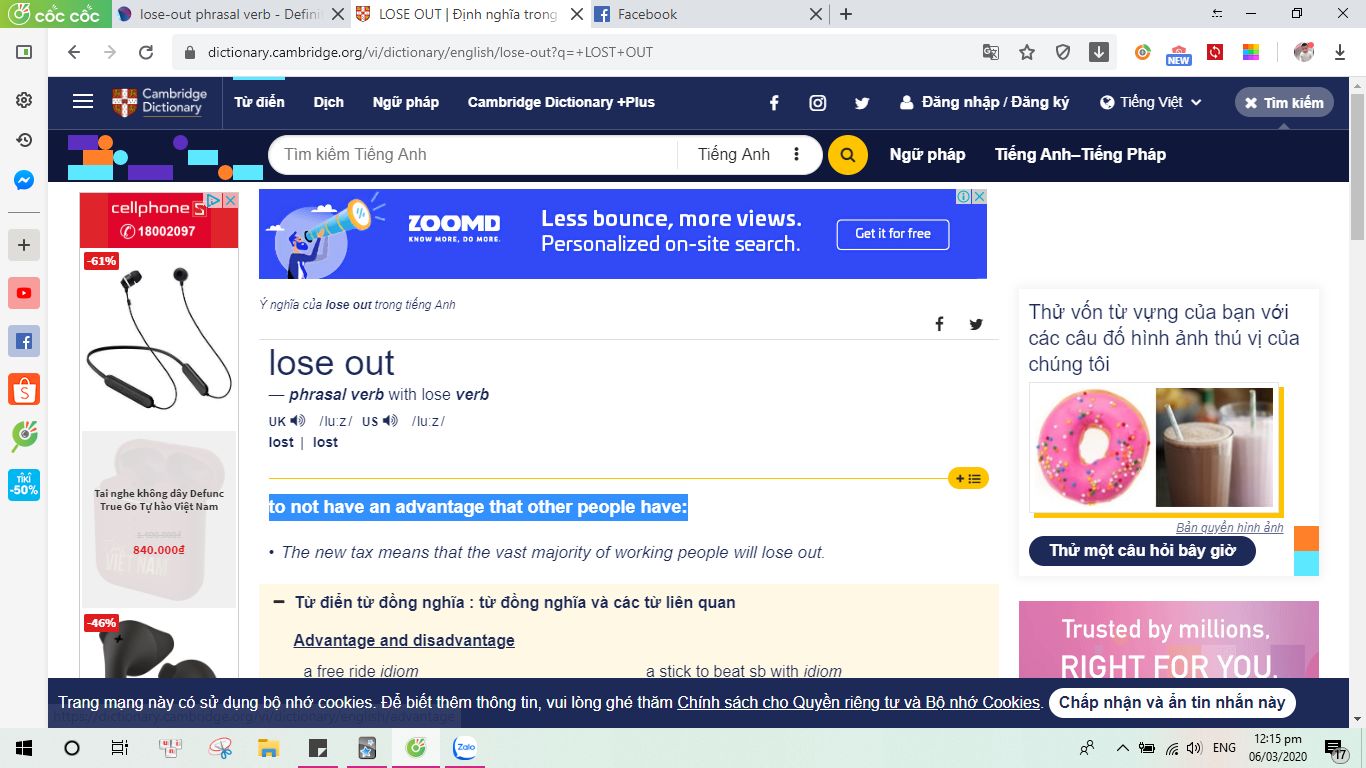 cốc cốc
lose-out phrasal verb - Definit
LOSE OUT | Định nghĩa trong
Facebook
dictionary.cambridge.org/vi/dictionary/english/lose-out?q=+LOST+OUT
NEW
Cambridge
Dictionary
Từ điển
Dịch
Ngữ pháp
Cambridge Dictionary +Plus
Đăng nhập / Đăng ký
Tiếng Việt
Tìm kiếm
Tìm kiếm Tiếng Anh
Tiếng Anh
Ngữ pháp
Tiếng Anh–Tiếng Pháp
cellphoneS
18002097
-61%
Tai nghe không dây Defunc
True Go Tự hào Việt Nam
840.000₫
-46%
TIKI
-50%
ZOOMD
KNOW MORE, DO MORE.
Less bounce, more views.
Personalized on-site search.
Get it for free
Ý nghĩa của lose out trong tiếng Anh
lose out
— phrasal verb with lose verb
UK /luːz/ US /luːz/
lost | lost
to not have an advantage that other people have:
• The new tax means that the vast majority of working people will lose out.
Từ điển từ đồng nghĩa : từ đồng nghĩa và các từ liên quan
Advantage and disadvantage
a free ride idiom
a stick to beat sb with idiom
Thử vốn từ vựng của bạn với
các câu đố hình ảnh thú vị của
chúng tôi
Bản quyền hình ảnh
Thử một câu hỏi bây giờ
Trusted by millions,
RIGHT FOR YOU.
Trang mạng này có sử dụng bộ nhớ cookies. Để biết thêm thông tin, vui lòng ghé thăm Chính sách cho Quyền riêng tư và Bộ nhớ Cookies.
Chấp nhận và ẩn tin nhắn này
https://dictionary.cambridge.org/vi/dictionary/english/advantage
Zalo
ENG
12:15 pm
06/03/2020
17